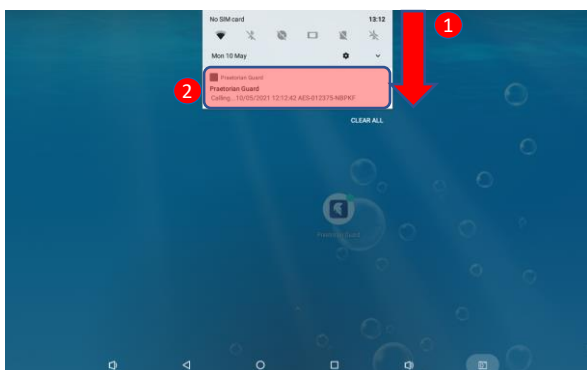 No SIM card 13:12
1
Mon 10 May
2
Praetorian Guard
Praetorian Guard
Calling... 10/05/2021 12:12:42 AES-012375-NBPKF
CLEAR ALL
Praetorian Guard